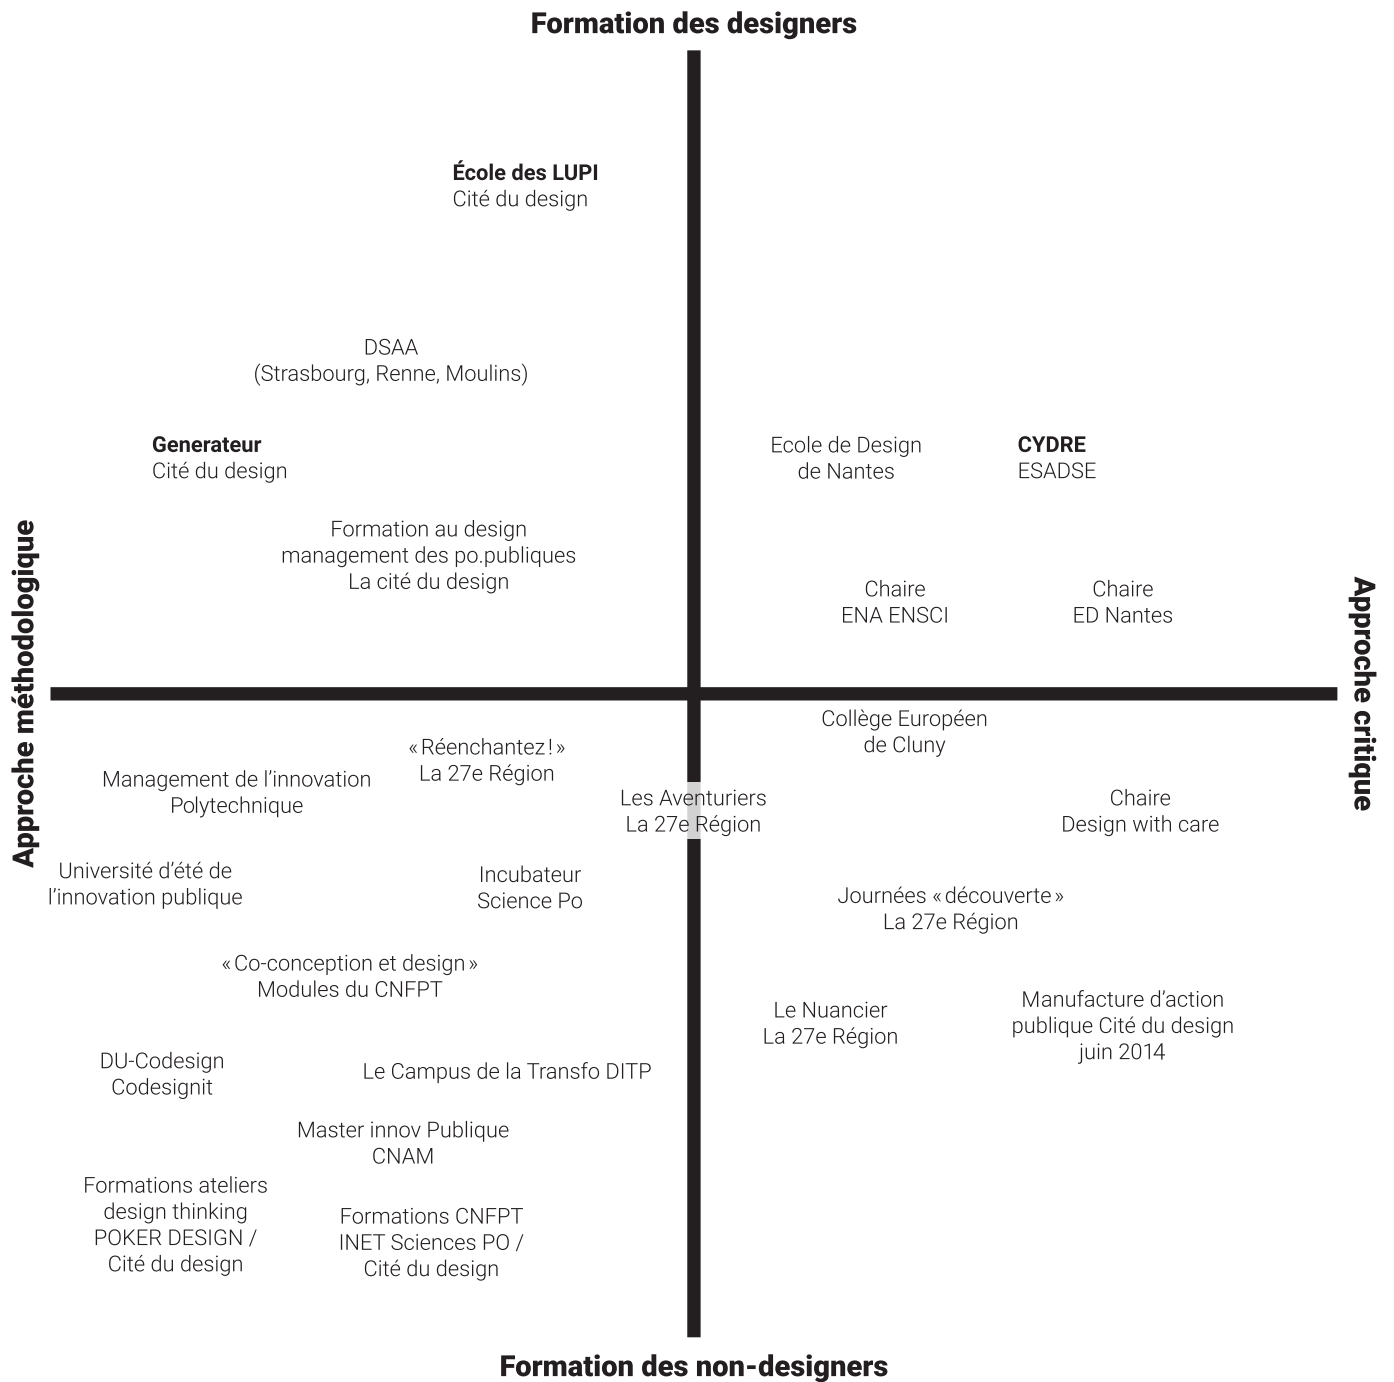 Formation des designers
École des LUPI
Cité du design
DSAA
(Strasbourg, Renne, Moulins)
Generateur
Cité du design
Formation au design
management des po.publiques
La cité du design
Ecole de Design
de Nantes
CYDRE
ESADSE
Chaire
ENA ENSCI
Chaire
ED Nantes
Approche méthodologique
Approche critique
« Réenchantez ! »
La 27e Région
Management de l’innovation
Polytechnique
Université d’été de
l’innovation publique
Incubateur
Science Po
Les Aventuriers
La 27e Région
Collège Européen
de Cluny
Chaire
Design with care
Journées « découverte »
La 27e Région
Le Nuancier
La 27e Région
Manufacture d’action
publique Cité du design
juin 2014
« Co-conception et design »
Modules du CNFPT
DU-Codesign
Codesignit
Le Campus de la Transfo DITP
Master innov Publique
CNAM
Formations ateliers
design thinking
POKER DESIGN /
Cité du design
Formations CNFPT
INET Sciences PO /
Cité du design
Formation des non-designers